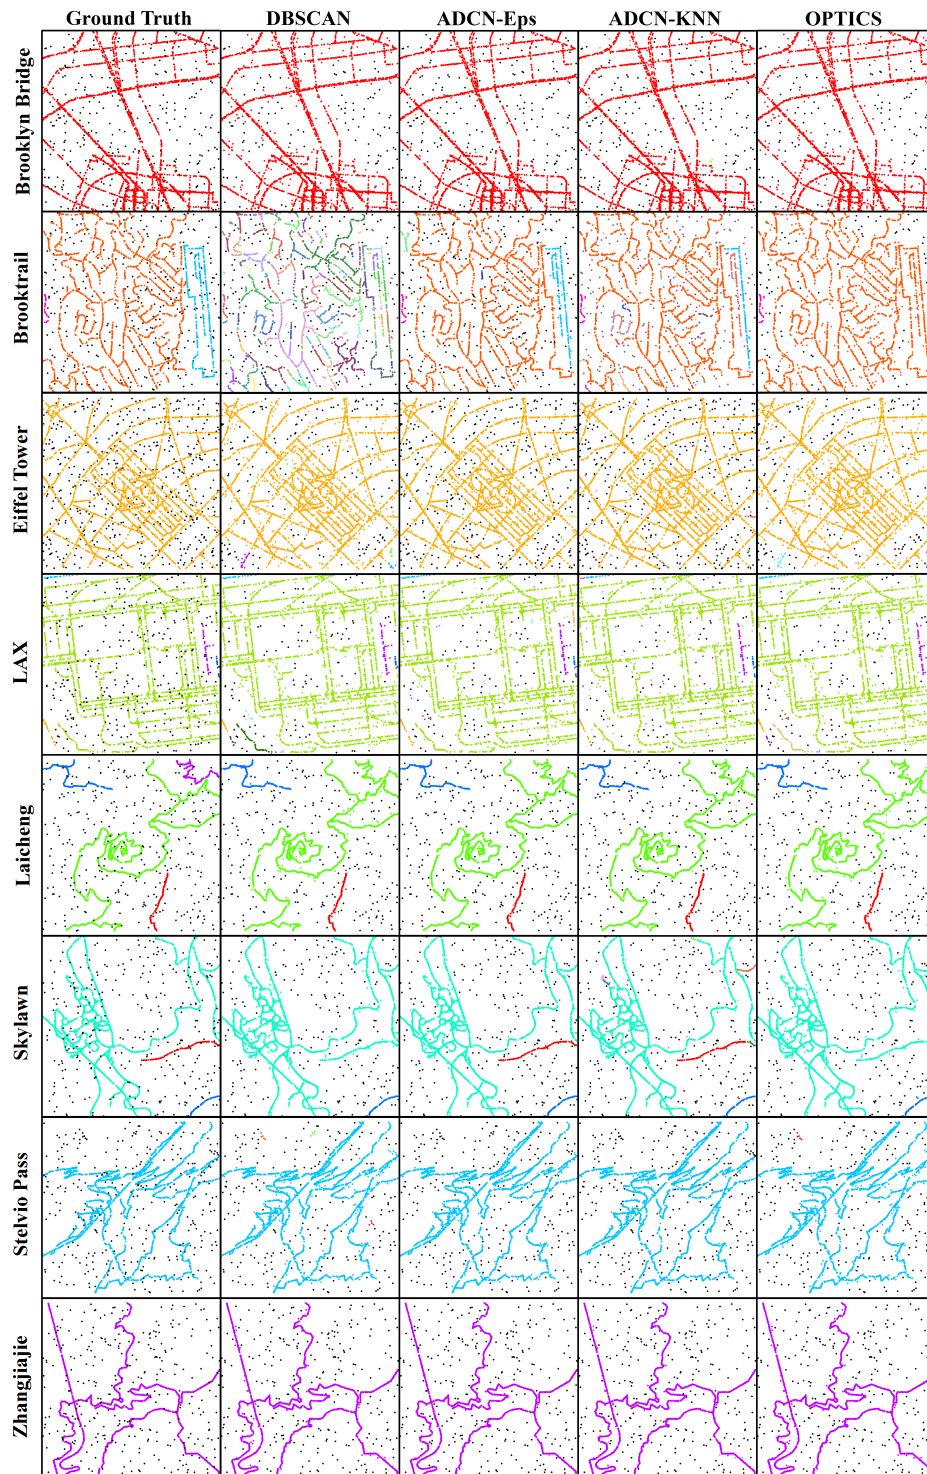 Ground Truth DBSCAN ADCN-Eps ADCN-KNN OPTICS
Brooklyn Bridge
Brooktrail
Eiffel Tower
LAX
Laicheng
Skylawn
Stelvio Pass
Zhangjiajie